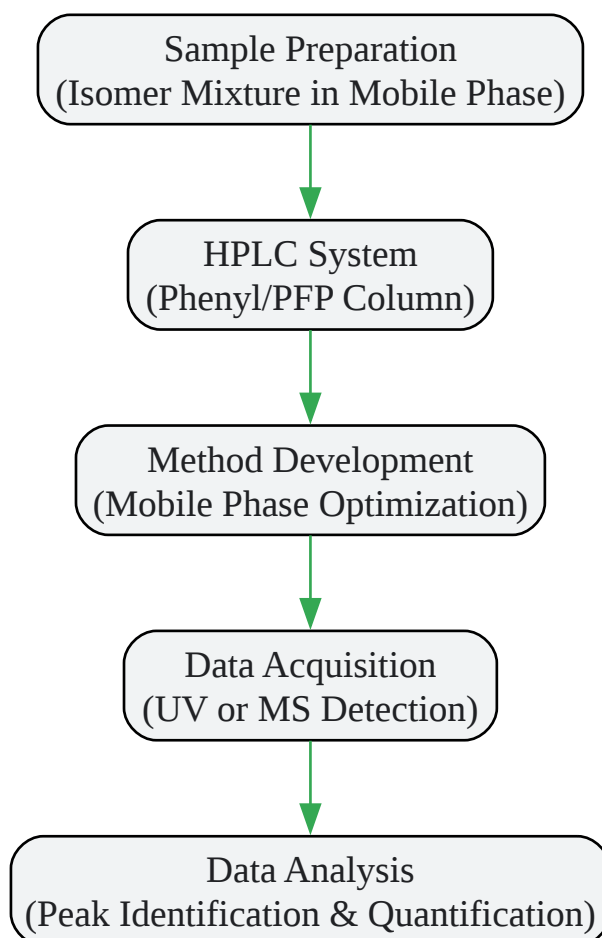 Sample Preparation
(Isomer Mixture in Mobile Phase)
HPLC System
(Phenyl/PFP Column)
Method Development
(Mobile Phase Optimization)
Data Acquisition
(UV or MS Detection)
Data Analysis
(Peak Identification & Quantification)